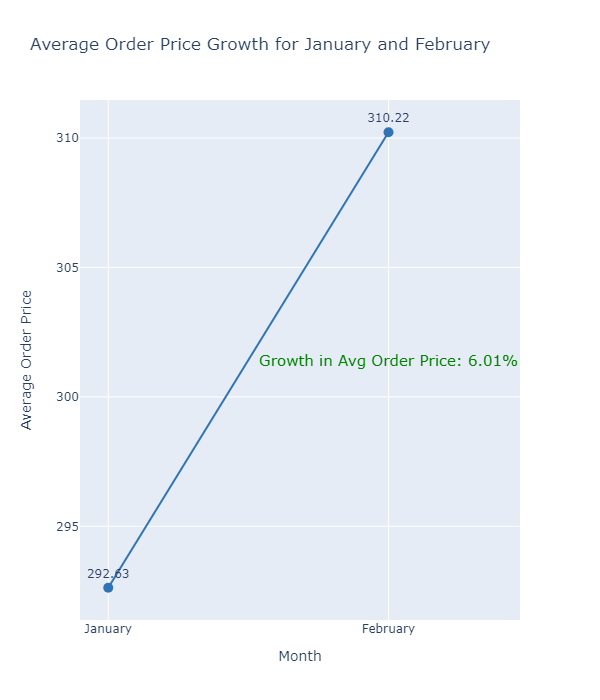 Average Order Price Growth for January and February
310.22
310
305
Growth in Avg Order Price: 6.01%
300
295
292.63
January
February
Month
Average Order Price